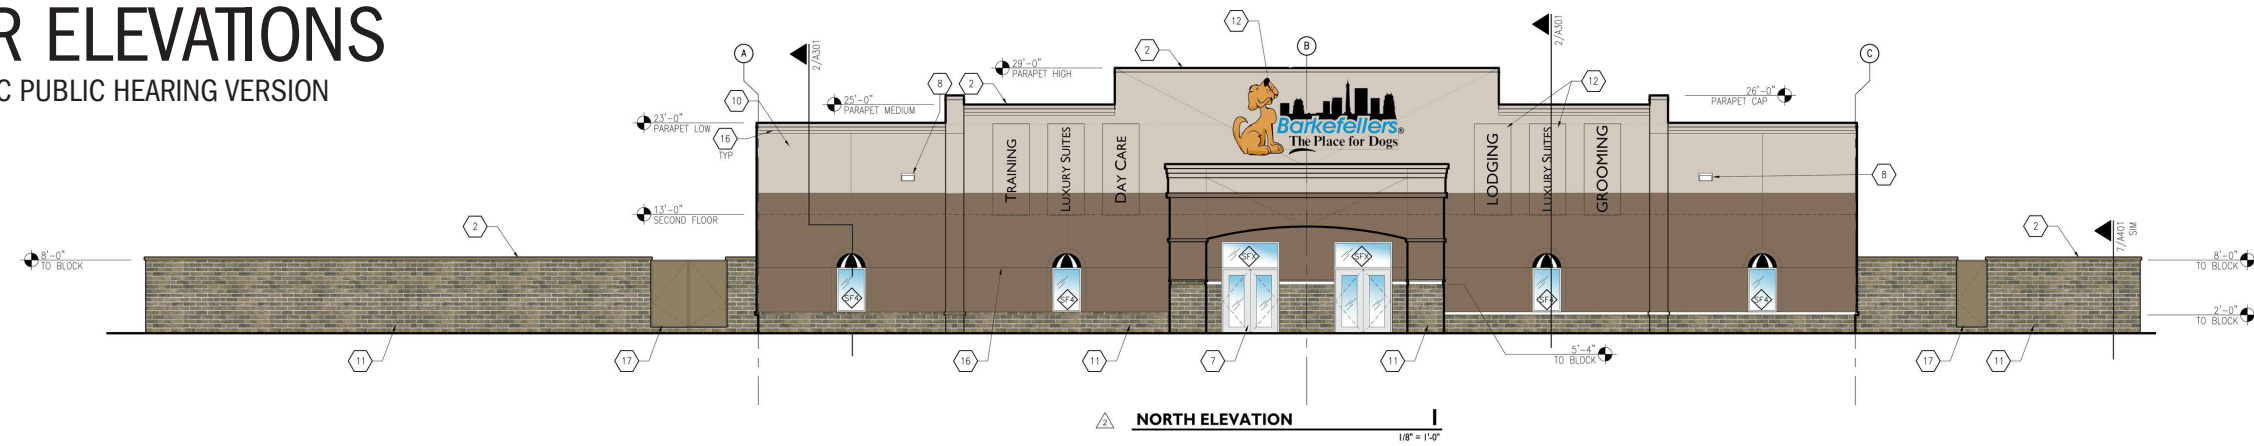 R ELEVATIONS
C PUBLIC HEARING VERSION
12
2/A301
2/A301
A
2
B
C
29'-0"
PARAPET HIGH
8
2
12
10
25'-0"
PARAPET MEDIUM
26'-0"
PARAPET CAP
23'-0"
PARAPET LOW
16
TYP
Barkefellers®
The Place for Dogs
TRAINING
LUXURY SUITES
DAY CARE
LODGING
LUXURY SUITES
GROOMING
8
13'-0"
SECOND FLOOR
2
2
7/A401
SIM
8'-0"
TO BLOCK
8'-0"
TO BLOCK
SFX
SFX
SF4
SF4
SF4
SF4
2'-0"
TO BLOCK
11
17
16
11
7
11
5'-4"
TO BLOCK
17
11
2
NORTH ELEVATION
1
1/8" = 1'-0"